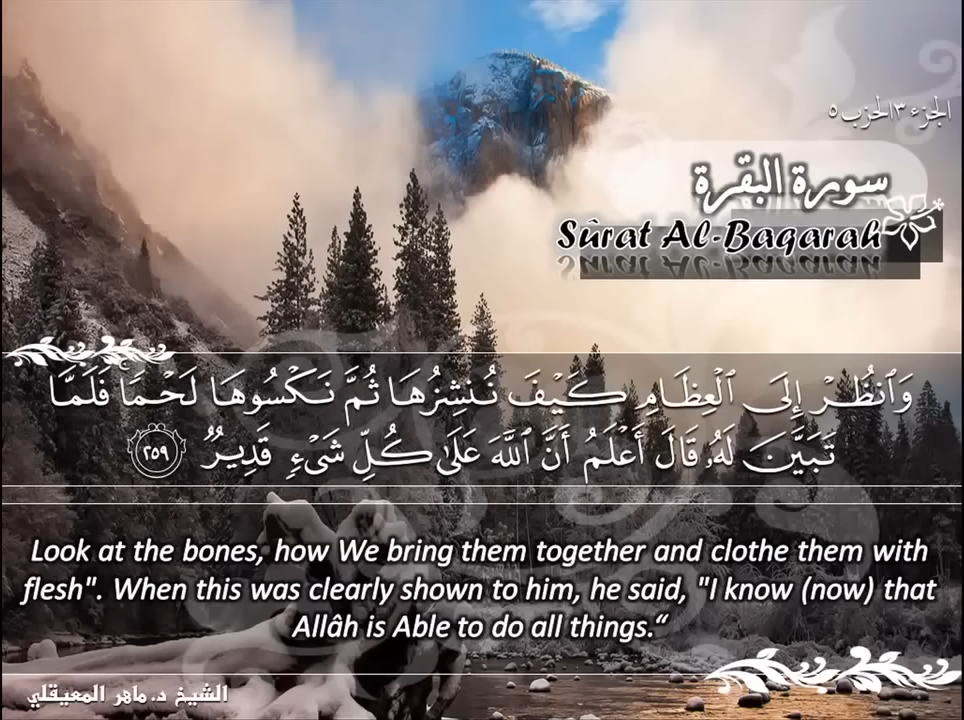 الجزء ٣ الحزب ٥
سورة البقرة
Sûrat Al-Baqarah
وَٱنظُرْ إِلَى ٱلْعِظَامِ كَيْفَ نُنشِزُهَا ثُمَّ نَكْسُوهَا لَحْمًۭا ۚ فَلَمَّا
تَبَيَّنَ لَهُۥ قَالَ أَعْلَمُ أَنَّ ٱللَّهَ عَلَىٰ كُلِّ شَىْءٍۢ قَدِيرٌۭ ٢٥٩
Look at the bones, how We bring them together and clothe them with
flesh". When this was clearly shown to him, he said, "I know (now) that
Allâh is Able to do all things.“
الشيخ د. ماهر المعيقلي